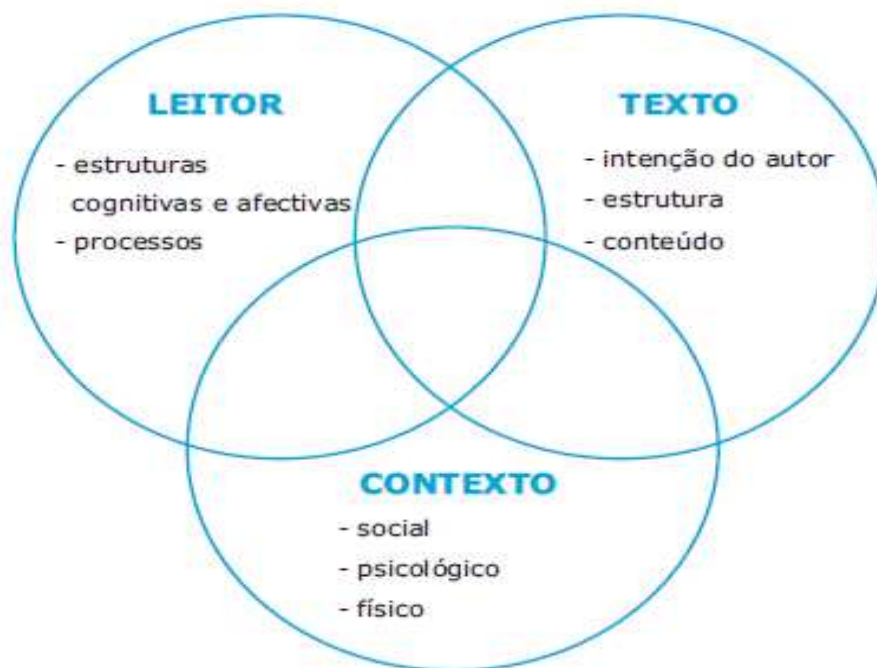 LEITOR
- estruturas
cognitivas e afectivas
- processos
TEXTO
- intenção do autor
- estrutura
- conteúdo
CONTEXTO
- social
- psicológico
- físico